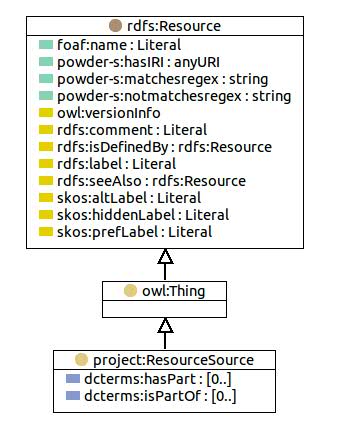 rdfs:Resource
foaf:name : Literal
powder-s:hasIRI : anyURI
powder-s:matchesregex : string
powder-s:notmatchesregex : string
owl:versionInfo
rdfs:comment : Literal
rdfs:isDefinedBy : rdfs:Resource
rdfs:label : Literal
rdfs:seeAlso : rdfs:Resource
skos:altLabel : Literal
skos:hiddenLabel : Literal
skos:prefLabel : Literal
owl:Thing
project:ResourceSource
dcterms:hasPart : [0..]
dcterms:isPartOf : [0..]